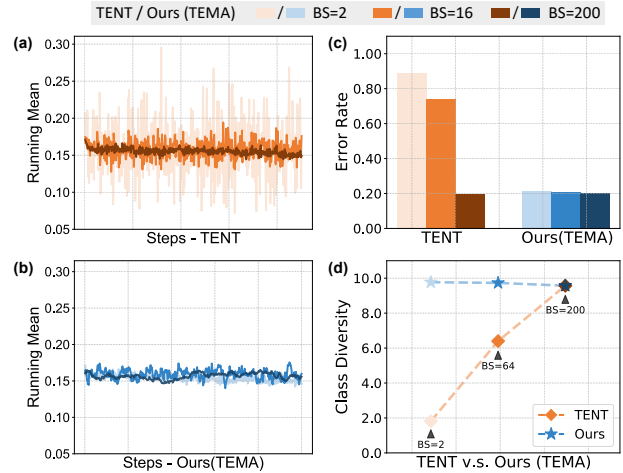 TENT / Ours (TEMA) / BS=2 / BS=16 / BS=200
(a)
Running Mean
0.30
0.25
0.20
0.15
0.10
0.05
Steps - TENT
(c)
Error Rate
1.00
0.80
0.60
0.40
0.20
0.00
TENT
Ours(TEMA)
(b)
Running Mean
0.30
0.25
0.20
0.15
0.10
0.05
Steps - Ours(TEMA)
(d)
Class Diversity
10.0
8.0
6.0
4.0
2.0
0.0
BS=200
BS=64
BS=2
TENT
Ours
TENT v.s. Ours (TEMA)